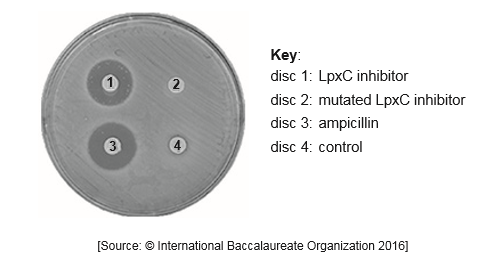 1
2
3
4
Key:
disc 1: LpxC inhibitor
disc 2: mutated LpxC inhibitor
disc 3: ampicillin
disc 4: control
[Source: © International Baccalaureate Organization 2016]